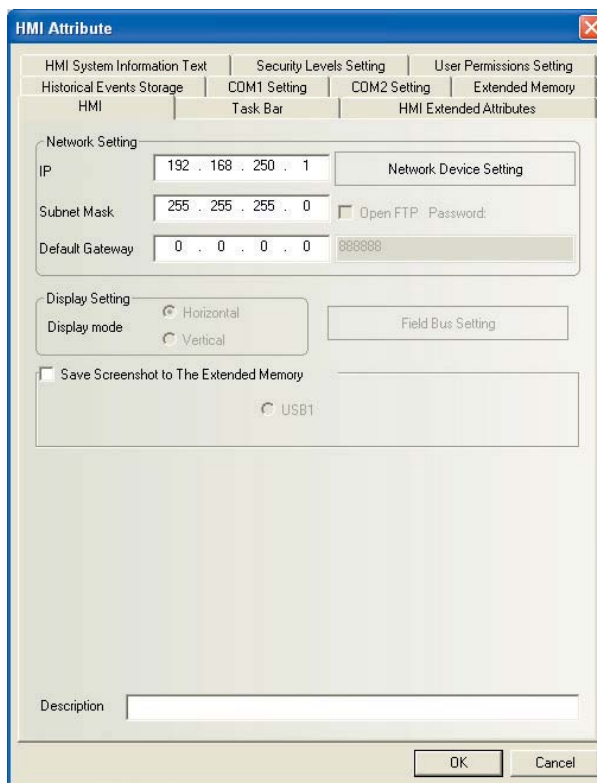 HMI Attribute
HMI System Information Text Security Levels Setting User Permissions Setting
Historical Events Storage COM1 Setting COM2 Setting Extended Memory
HMI Task Bar HMI Extended Attributes
Network Setting
IP 192 . 168 . 250 . 1 Network Device Setting
Subnet Mask 255 . 255 . 255 . 0 Open FTP Password:
Default Gateway 0 . 0 . 0 . 0 888888
Display Setting
Display mode Horizontal Field Bus Setting
Vertical
Save Screenshot to The Extended Memory
USB1
Description
OK Cancel